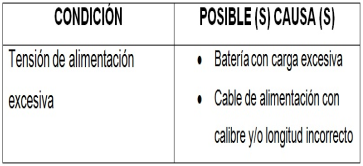 CONDICIÓN
POSIBLE (S) CAUSA (S)
Tensión de alimentación
excesiva
• Batería con carga excesiva
• Cable de alimentación con
calibre y/o longitud incorrecto